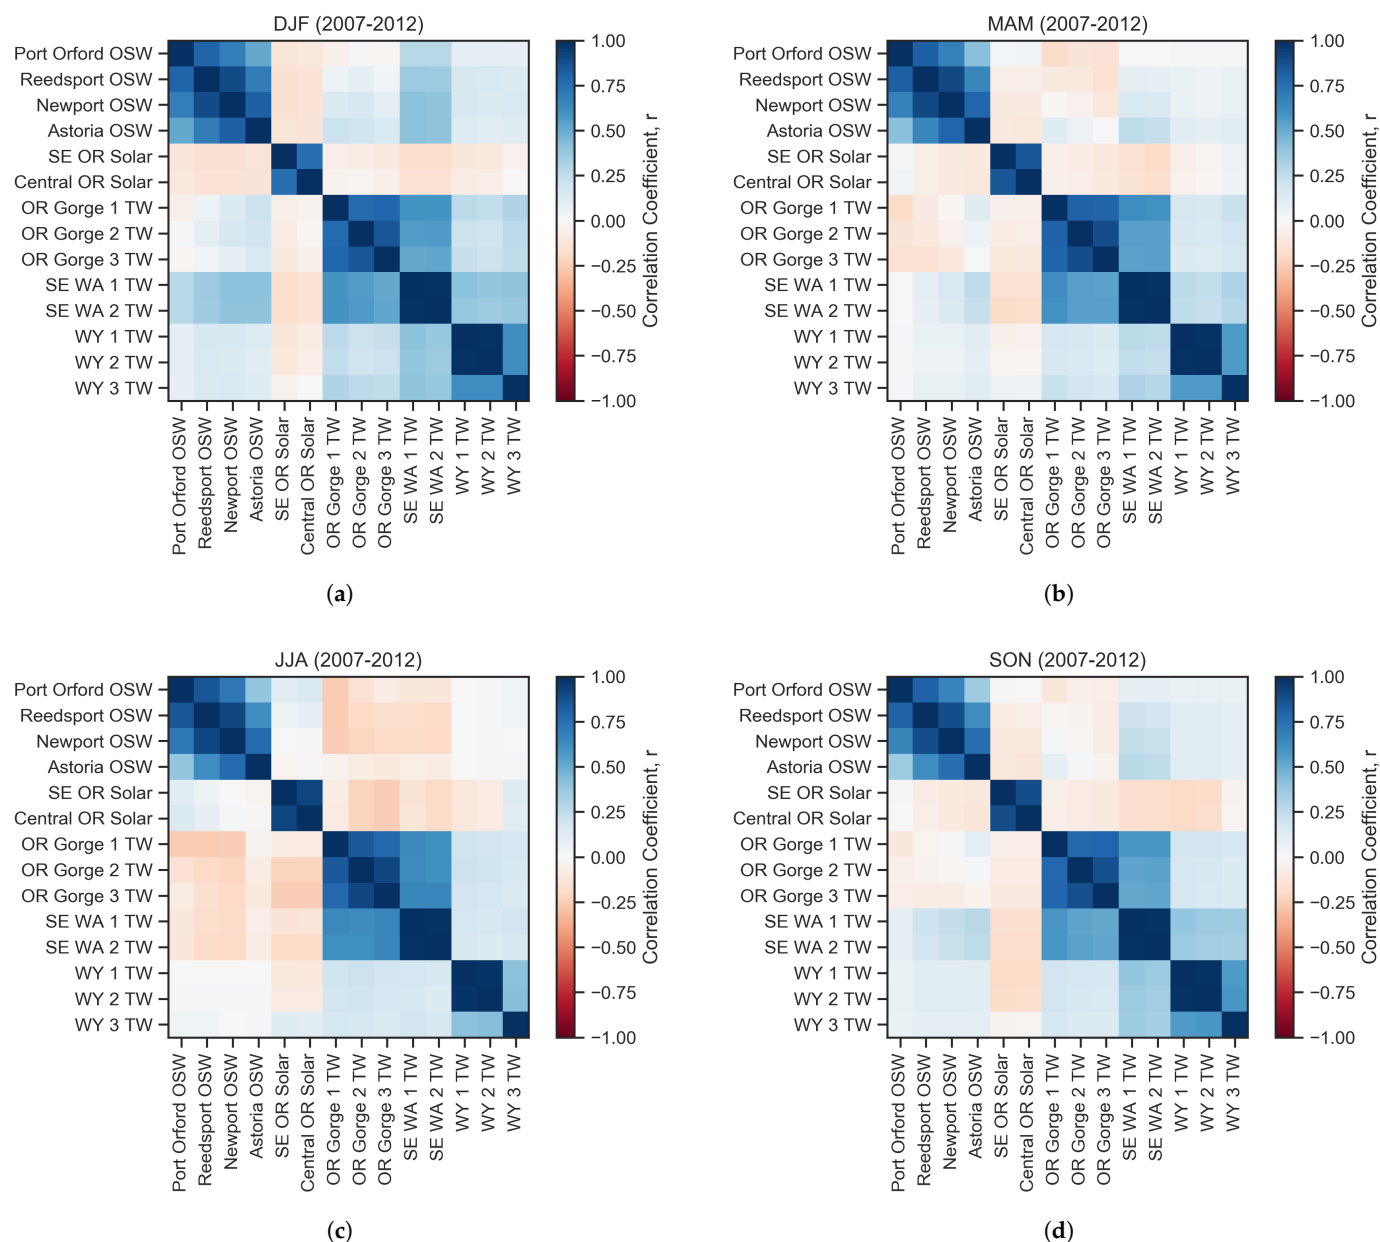 DJF (2007-2012)
Port Orford OSW
Reedsport OSW
Newport OSW
Astoria OSW
SE OR Solar
Central OR Solar
OR Gorge 1 TW
OR Gorge 2 TW
OR Gorge 3 TW
SE WA 1 TW
SE WA 2 TW
WY 1 TW
WY 2 TW
WY 3 TW
Port Orford OSW
Reedsport OSW
Newport OSW
Astoria OSW
SE OR Solar
Central OR Solar
OR Gorge 1 TW
OR Gorge 2 TW
OR Gorge 3 TW
SE WA 1 TW
SE WA 2 TW
WY 1 TW
WY 2 TW
WY 3 TW
1.00
0.75
0.50
0.25
0.00
−0.25
−0.50
−0.75
−1.00
Correlation Coefficient, r
(a)
MAM (2007-2012)
Port Orford OSW
Reedsport OSW
Newport OSW
Astoria OSW
SE OR Solar
Central OR Solar
OR Gorge 1 TW
OR Gorge 2 TW
OR Gorge 3 TW
SE WA 1 TW
SE WA 2 TW
WY 1 TW
WY 2 TW
WY 3 TW
Port Orford OSW
Reedsport OSW
Newport OSW
Astoria OSW
SE OR Solar
Central OR Solar
OR Gorge 1 TW
OR Gorge 2 TW
OR Gorge 3 TW
SE WA 1 TW
SE WA 2 TW
WY 1 TW
WY 2 TW
WY 3 TW
1.00
0.75
0.50
0.25
0.00
−0.25
−0.50
−0.75
−1.00
Correlation Coefficient, r
(b)
JJA (2007-2012)
Port Orford OSW
Reedsport OSW
Newport OSW
Astoria OSW
SE OR Solar
Central OR Solar
OR Gorge 1 TW
OR Gorge 2 TW
OR Gorge 3 TW
SE WA 1 TW
SE WA 2 TW
WY 1 TW
WY 2 TW
WY 3 TW
Port Orford OSW
Reedsport OSW
Newport OSW
Astoria OSW
SE OR Solar
Central OR Solar
OR Gorge 1 TW
OR Gorge 2 TW
OR Gorge 3 TW
SE WA 1 TW
SE WA 2 TW
WY 1 TW
WY 2 TW
WY 3 TW
1.00
0.75
0.50
0.25
0.00
−0.25
−0.50
−0.75
−1.00
Correlation Coefficient, r
(c)
SON (2007-2012)
Port Orford OSW
Reedsport OSW
Newport OSW
Astoria OSW
SE OR Solar
Central OR Solar
OR Gorge 1 TW
OR Gorge 2 TW
OR Gorge 3 TW
SE WA 1 TW
SE WA 2 TW
WY 1 TW
WY 2 TW
WY 3 TW
Port Orford OSW
Reedsport OSW
Newport OSW
Astoria OSW
SE OR Solar
Central OR Solar
OR Gorge 1 TW
OR Gorge 2 TW
OR Gorge 3 TW
SE WA 1 TW
SE WA 2 TW
WY 1 TW
WY 2 TW
WY 3 TW
1.00
0.75
0.50
0.25
0.00
−0.25
−0.50
−0.75
−1.00
Correlation Coefficient, r
(d)